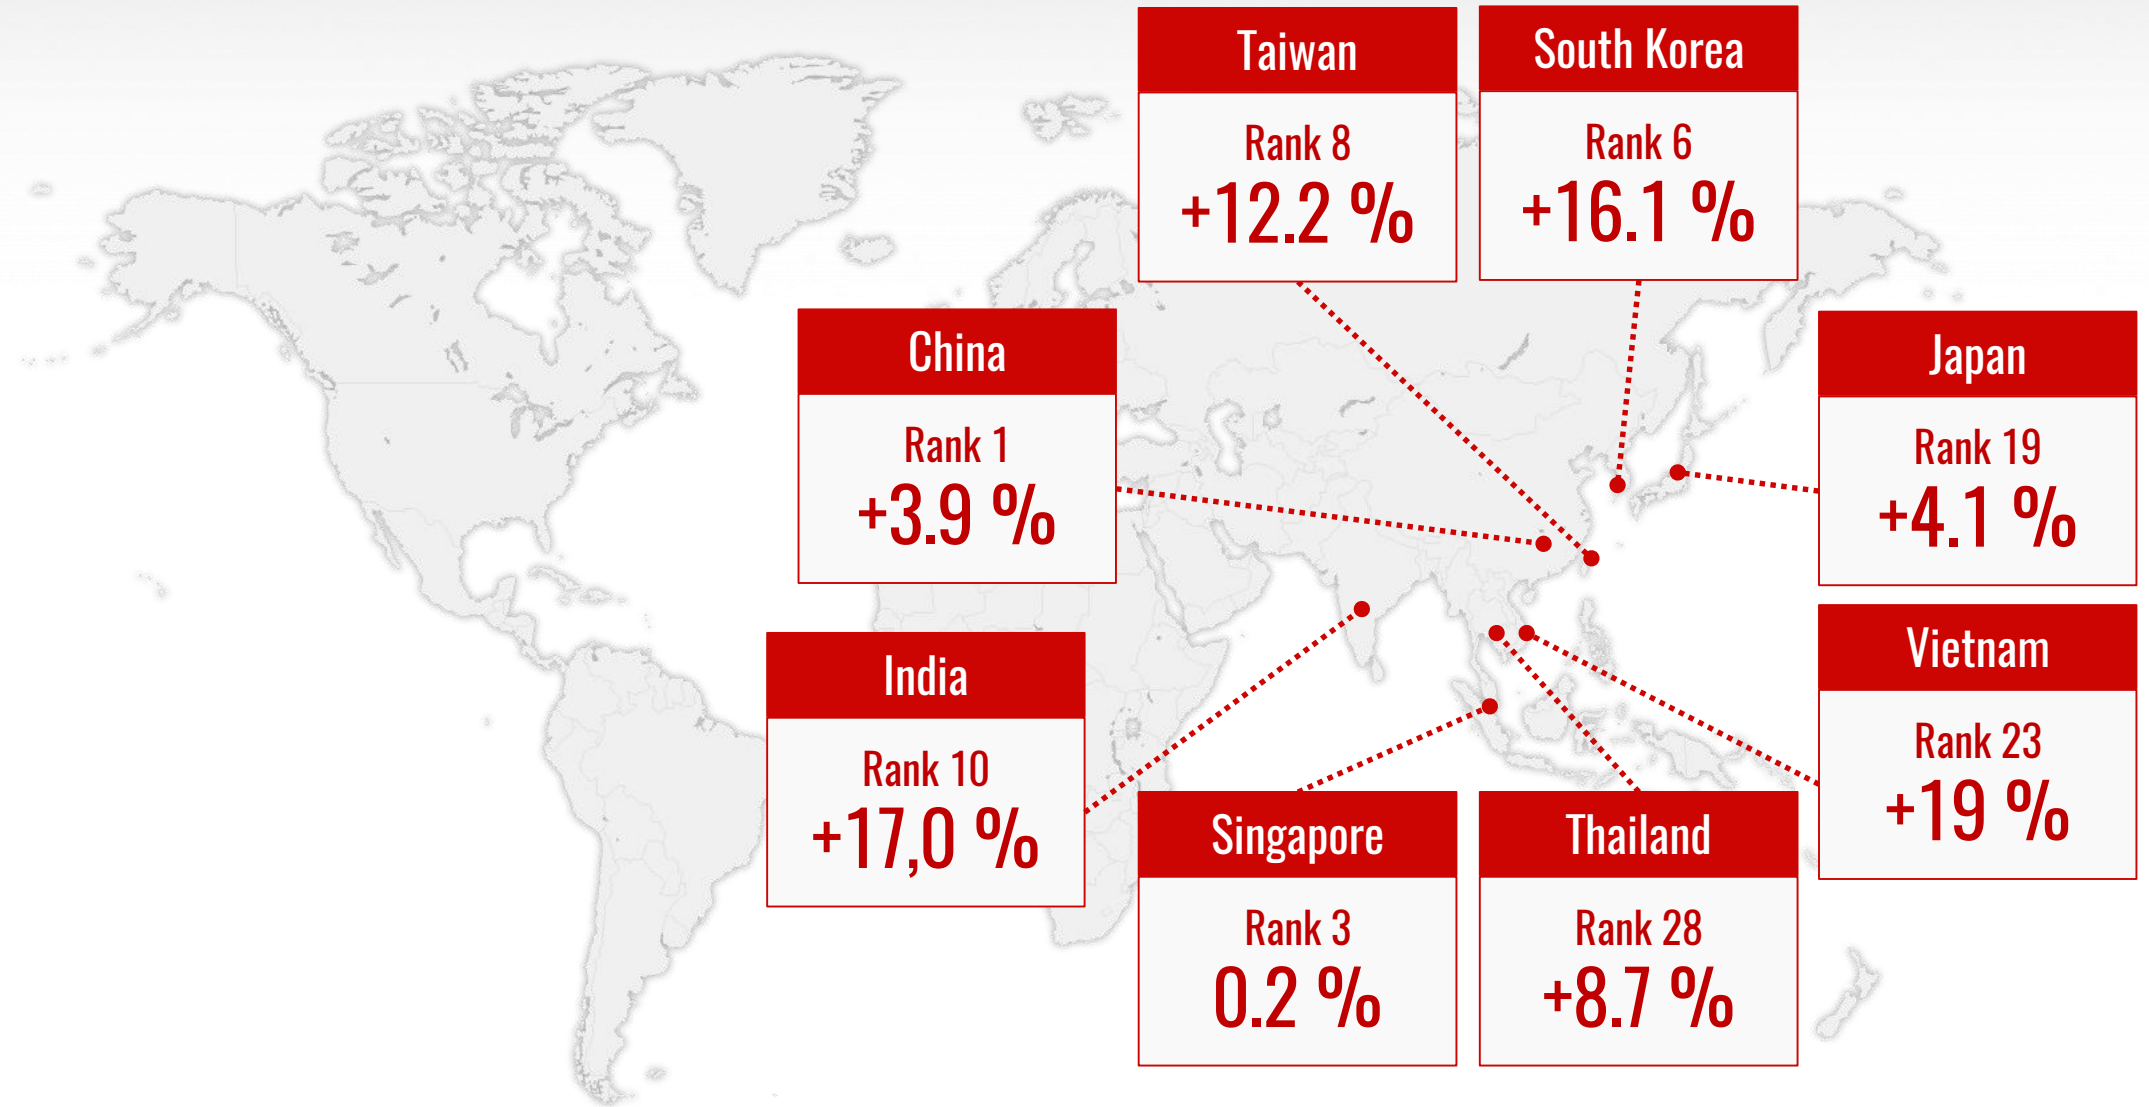 Taiwan
Rank 8
+12.2 %
South Korea
Rank 6
+16.1 %
China
Rank 1
+3.9 %
Japan
Rank 19
+4.1 %
India
Rank 10
+17,0 %
Vietnam
Rank 23
+19 %
Singapore
Rank 3
0.2 %
Thailand
Rank 28
+8.7 %